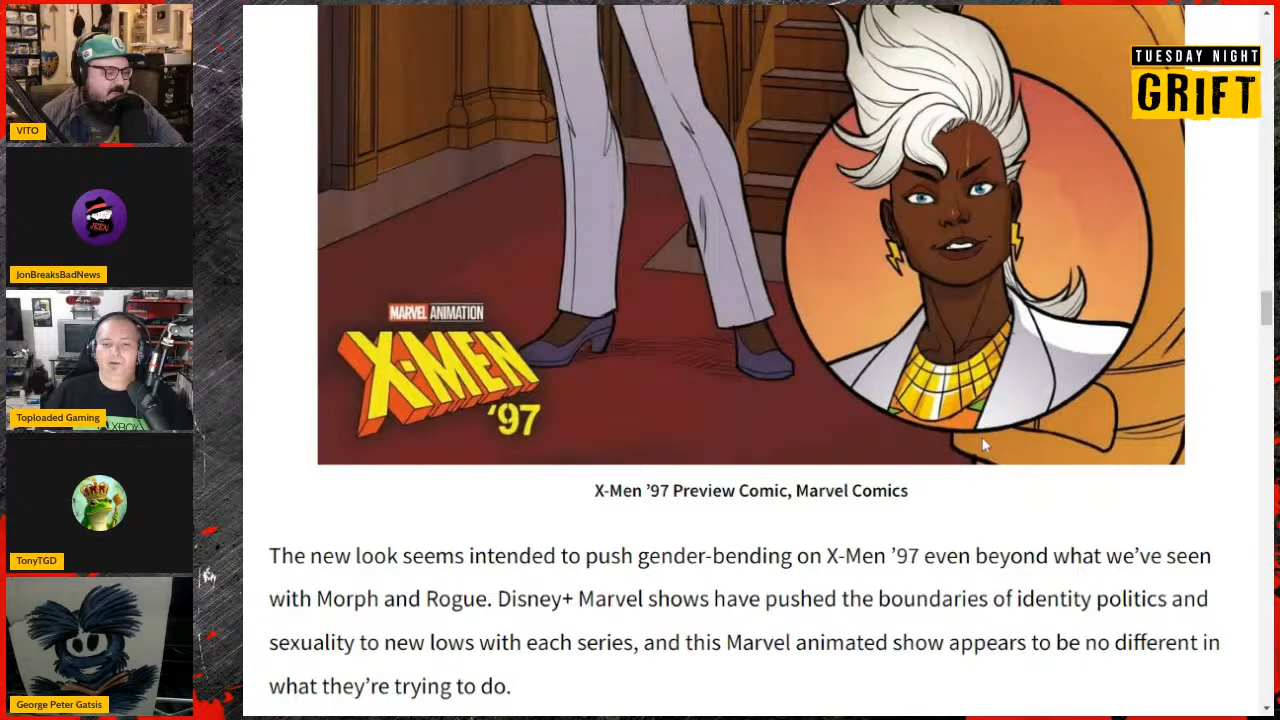 TUESDAY NIGHT
GRIFT
VITO
JonBreaksBadNews
Toploaded Gaming
XBOX
TonyTGD
George Peter Gatsis
MARVEL ANIMATION
X-MEN
'97
X-Men ’97 Preview Comic, Marvel Comics
The new look seems intended to push gender-bending on X-Men ’97 even beyond what we’ve seen
with Morph and Rogue. Disney+ Marvel shows have pushed the boundaries of identity politics and
sexuality to new lows with each series, and this Marvel animated show appears to be no different in
what they’re trying to do.